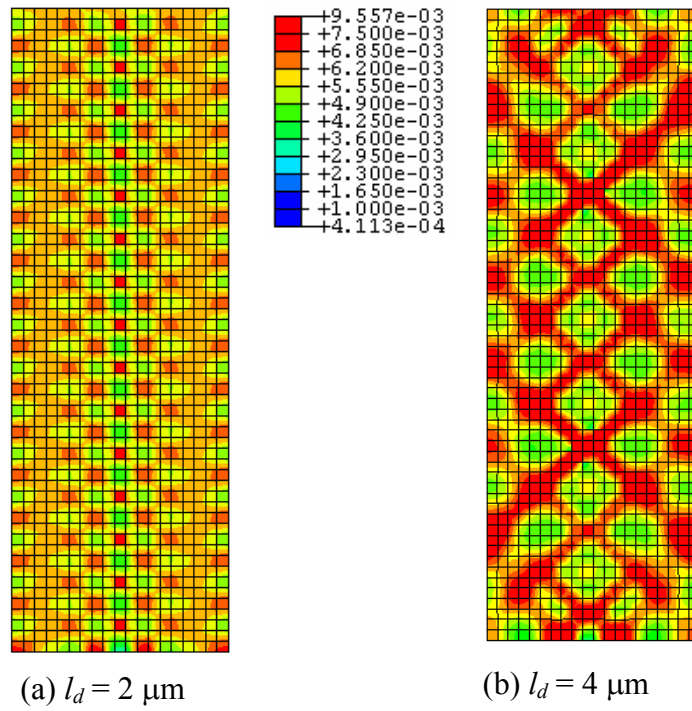 +9.557e-03
+7.500e-03
+6.850e-03
+6.200e-03
+5.550e-03
+4.900e-03
+4.250e-03
+3.600e-03
+2.950e-03
+2.300e-03
+1.650e-03
+1.000e-03
+4.113e-04
(a) l_d = 2 μm
(b) l_d = 4 μm